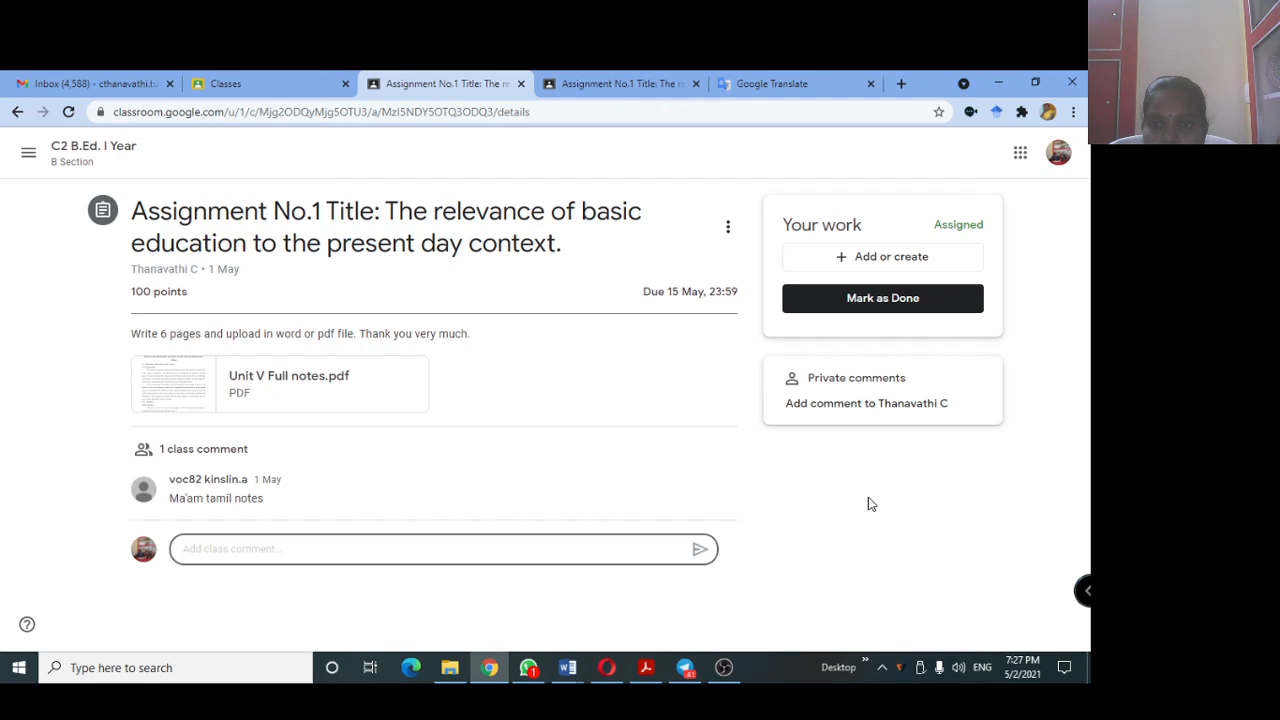 Inbox (4,588) - cthanavathi.tu
Classes
Assignment No.1 Title: The re
Assignment No.1 Title: The re
Google Translate
classroom.google.com/u/1/c/Mjg2ODQyMjg5OTU3/a/MzI5NDY5OTQ3ODQ3/details
C2 B.Ed. I Year
B Section
Assignment No.1 Title: The relevance of basic
education to the present day context.
Thanavathi C • 1 May
100 points
Due 15 May, 23:59
Write 6 pages and upload in word or pdf file. Thank you very much.
Unit V Full notes.pdf
PDF
1 class comment
voc82 kinslin.a 1 May
Ma'am tamil notes
Add class comment...
Your work
Assigned
+ Add or create
Mark as Done
Private comments
Add comment to Thanavathi C
Type here to search
1
Desktop
ENG
7:27 PM
5/2/2021